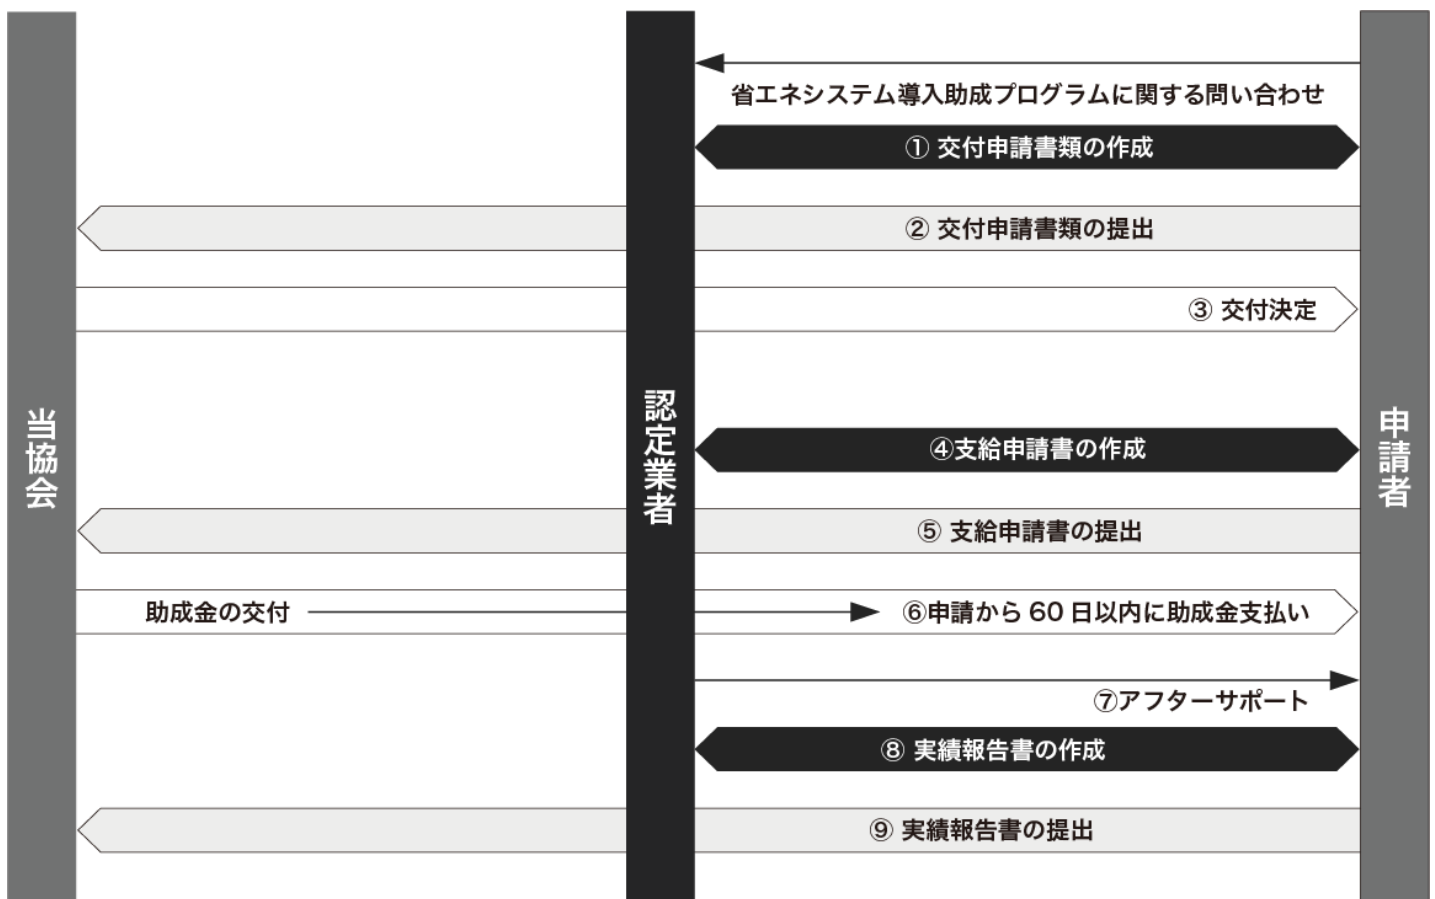 省エネシステム導入助成プログラムに関する問い合わせ
① 交付申請書類の作成
② 交付申請書類の提出
③ 交付決定
当協会
認定業者
申請者
④支給申請書の作成
⑤ 支給申請書の提出
助成金の交付
⑥申請から 60 日以内に助成金支払い
⑦アフターサポート
⑧ 実績報告書の作成
⑨ 実績報告書の提出